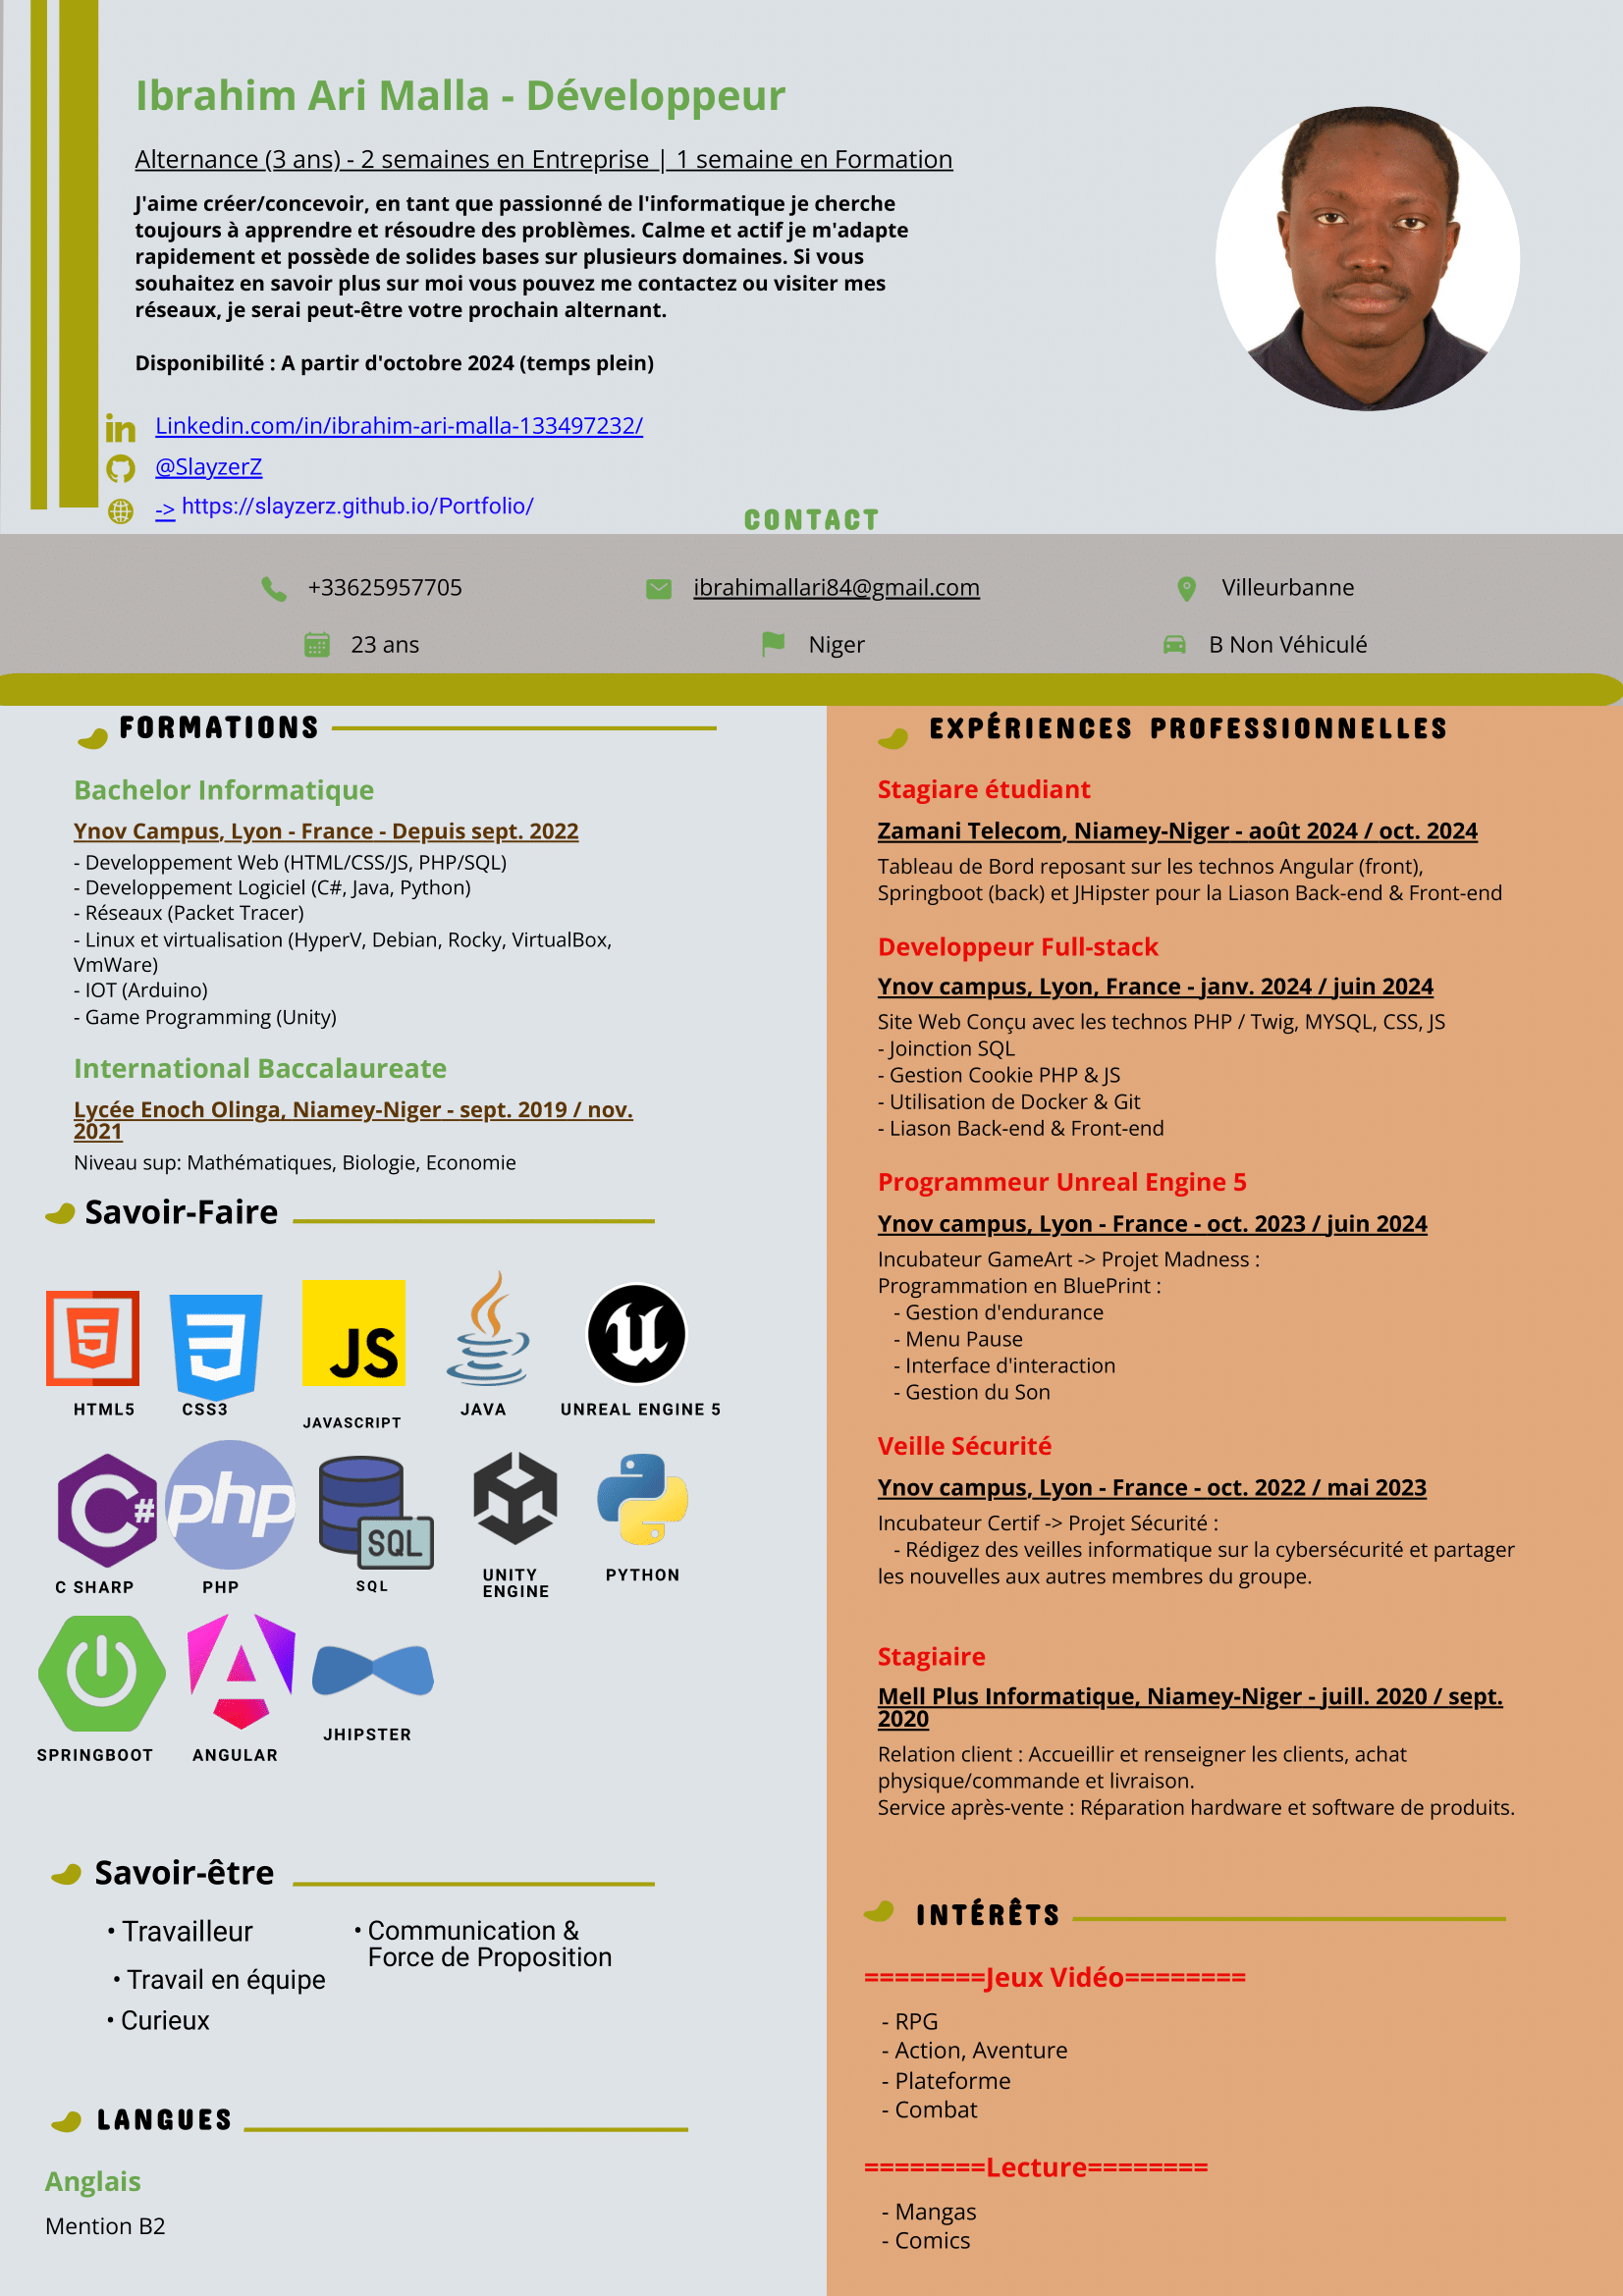 Ibrahim Ari Malla - Développeur
Alternance (3 ans) - 2 semaines en Entreprise | 1 semaine en Formation
J'aime créer/concevoir, en tant que passionné de l'informatique je cherche
toujours à apprendre et résoudre des problèmes. Calme et actif je m'adapte
rapidement et possède de solides bases sur plusieurs domaines. Si vous
souhaitez en savoir plus sur moi vous pouvez me contactez ou visiter mes
réseaux, je serai peut-être votre prochain alternant.
Disponibilité : A partir d'octobre 2024 (temps plein)
Linkedin.com/in/ibrahim-ari-malla-133497232/
@SlayzerZ
-> https://slayzerz.github.io/Portfolio/
CONTACT
+33625957705
ibrahimallari84@gmail.com
Villeurbanne
23 ans
Niger
B Non Véhiculé
FORMATIONS
Bachelor Informatique
Ynov Campus, Lyon - France - Depuis sept. 2022
- Developpement Web (HTML/CSS/JS, PHP/SQL)
- Developpement Logiciel (C#, Java, Python)
- Réseaux (Packet Tracer)
- Linux et virtualisation (HyperV, Debian, Rocky, VirtualBox,
VmWare)
- IOT (Arduino)
- Game Programming (Unity)
International Baccalaureate
Lycée Enoch Olinga, Niamey-Niger - sept. 2019 / nov.
2021
Niveau sup: Mathématiques, Biologie, Economie
Savoir-Faire
JS
HTML5
CSS3
JAVASCRIPT
JAVA
UNREAL ENGINE 5
C#
php
SQL
C SHARP
PHP
SQL
UNITY
ENGINE
PYTHON
SPRINGBOOT
ANGULAR
JHIPSTER
Savoir-être
• Travailleur
• Travail en équipe
• Curieux
• Communication &
Force de Proposition
LANGUES
Anglais
Mention B2
EXPÉRIENCES PROFESSIONNELLES
Stagiare étudiant
Zamani Telecom, Niamey-Niger - août 2024 / oct. 2024
Tableau de Bord reposant sur les technos Angular (front),
Springboot (back) et JHipster pour la Liason Back-end & Front-end
Developpeur Full-stack
Ynov campus, Lyon, France - janv. 2024 / juin 2024
Site Web Conçu avec les technos PHP / Twig, MYSQL, CSS, JS
- Joinction SQL
- Gestion Cookie PHP & JS
- Utilisation de Docker & Git
- Liason Back-end & Front-end
Programmeur Unreal Engine 5
Ynov campus, Lyon - France - oct. 2023 / juin 2024
Incubateur GameArt -> Projet Madness :
Programmation en BluePrint :
- Gestion d'endurance
- Menu Pause
- Interface d'interaction
- Gestion du Son
Veille Sécurité
Ynov campus, Lyon - France - oct. 2022 / mai 2023
Incubateur Certif -> Projet Sécurité :
- Rédigez des veilles informatique sur la cybersécurité et partager
les nouvelles aux autres membres du groupe.
Stagiaire
Mell Plus Informatique, Niamey-Niger - juill. 2020 / sept.
2020
Relation client : Accueillir et renseigner les clients, achat
physique/commande et livraison.
Service après-vente : Réparation hardware et software de produits.
INTÉRÊTS
========Jeux Vidéo========
- RPG
- Action, Aventure
- Plateforme
- Combat
========Lecture========
- Mangas
- Comics